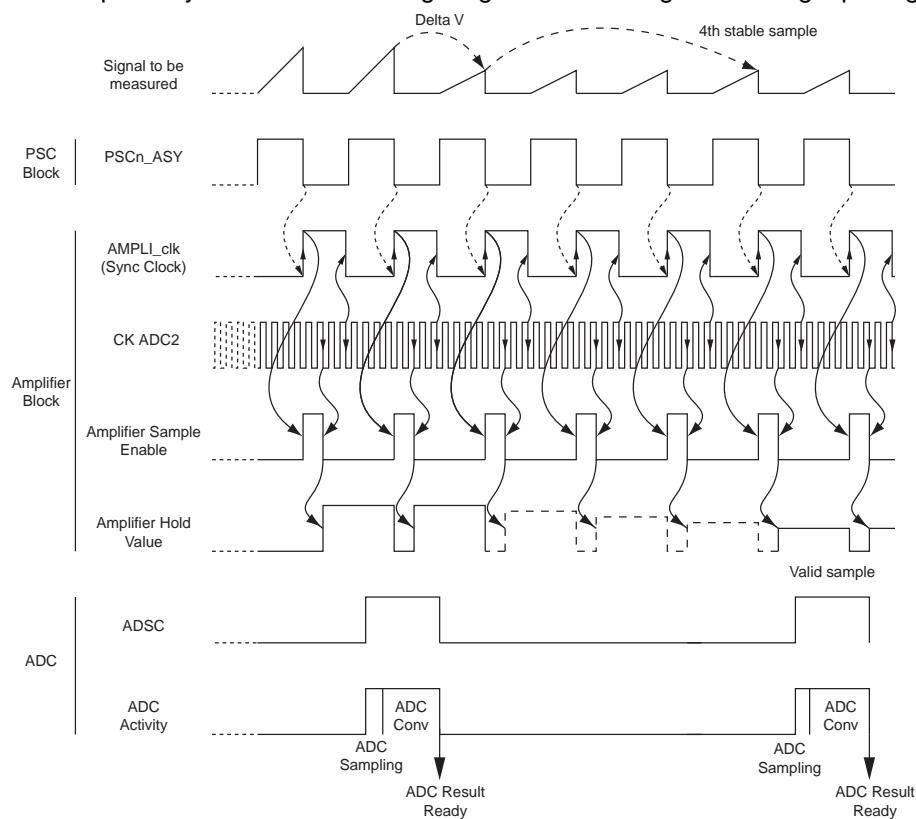 Delta V
4th stable sample
Signal to be
measured
PSC
Block
PSCn_ASY
AMPLI_clk
(Sync Clock)
CK ADC2
Amplifier
Block
Amplifier Sample
Enable
Amplifier Hold
Value
Valid sample
ADSC
ADC
ADC
Activity
ADC
Conv
ADC
Conv
ADC
Sampling
ADC
Sampling
ADC Result
Ready
ADC Result
Ready